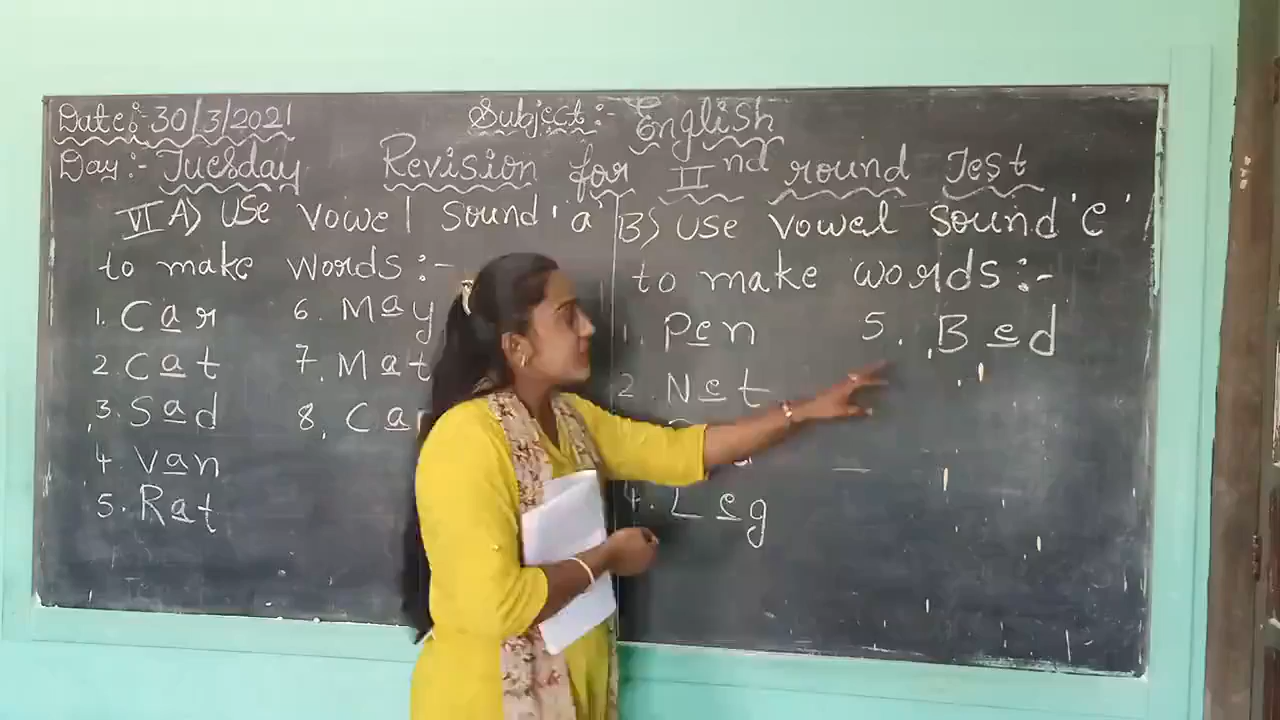 Date:-30/3/2021
Subject:- English
Day:- Tuesday
Revision for IInd round Test
VI A) Use vowel sound 'a'
to make words:-
1. Car
2. Cat
3. Sad
4. Van
5. Rat
6. May
7. Mat
8. Ca
B) Use vowel sound 'e'
to make words:-
1. Pen
2. Net
4. Leg
5. Bed